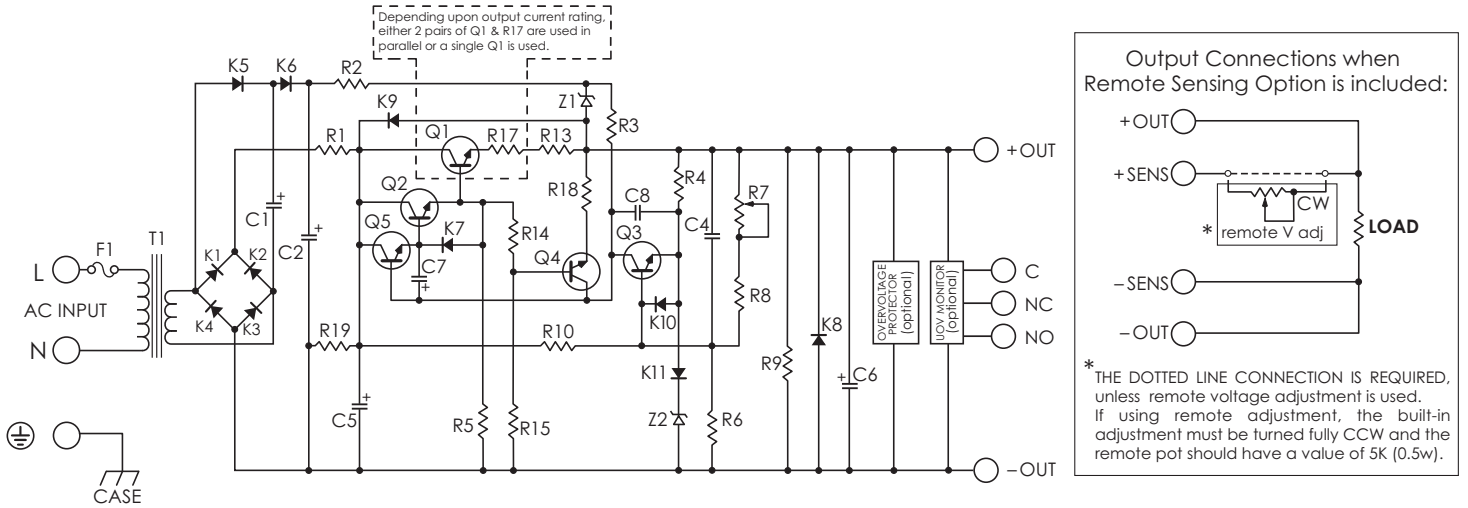 Depending upon output current rating,
either 2 pairs of Q1 & R17 are used in
parallel or a single Q1 is used.
K5
K6
R2
Z1
K9
R3
R1
Q1
R17
R13
+OUT
Q2
R18
C8
R4
R7
C1
C2
Q5
K7
R14
Q3
C4
F1
T1
K1
K2
C7
Q4
L
AC INPUT
K4
K3
R8
K10
OVERVOLTAGE
PROTECTOR
(optional)
UOV MONITOR
(optional)
C
NC
NO
N
R19
R10
K8
R9
K11
C6
C5
R5
R15
Z2
R6
−OUT
CASE
Output Connections when
Remote Sensing Option is included:
+OUT
+SENS
CW
* remote V adj
LOAD
−SENS
−OUT
*THE DOTTED LINE CONNECTION IS REQUIRED,
unless remote voltage adjustment is used.
If using remote adjustment, the built-in
adjustment must be turned fully CCW and the
remote pot should have a value of 5K (0.5w).